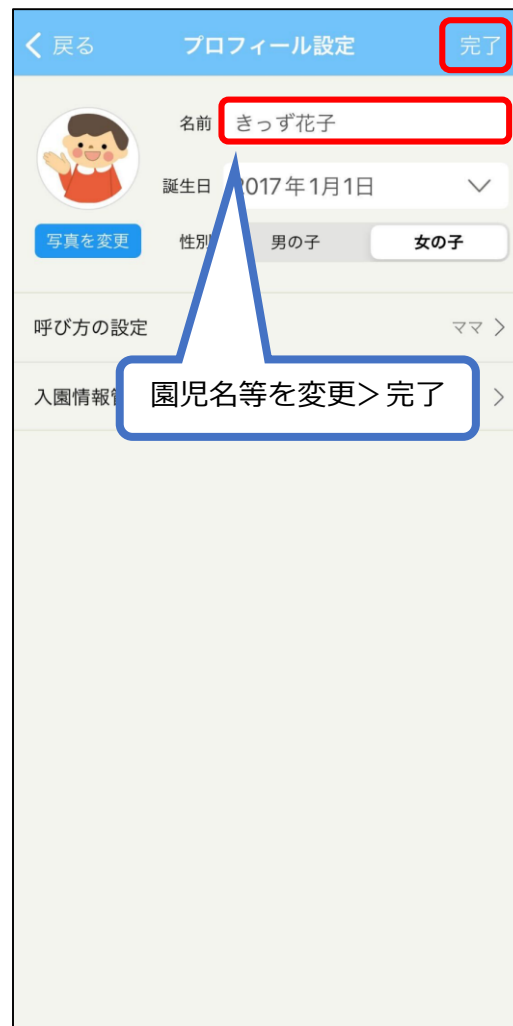 戻る プロフィール設定 完了
名前 きっず花子
誕生日 2017年1月1日
写真を変更 性別 男の子 女の子
呼び方の設定 ママ
園児名等を変更＞完了
入園情報